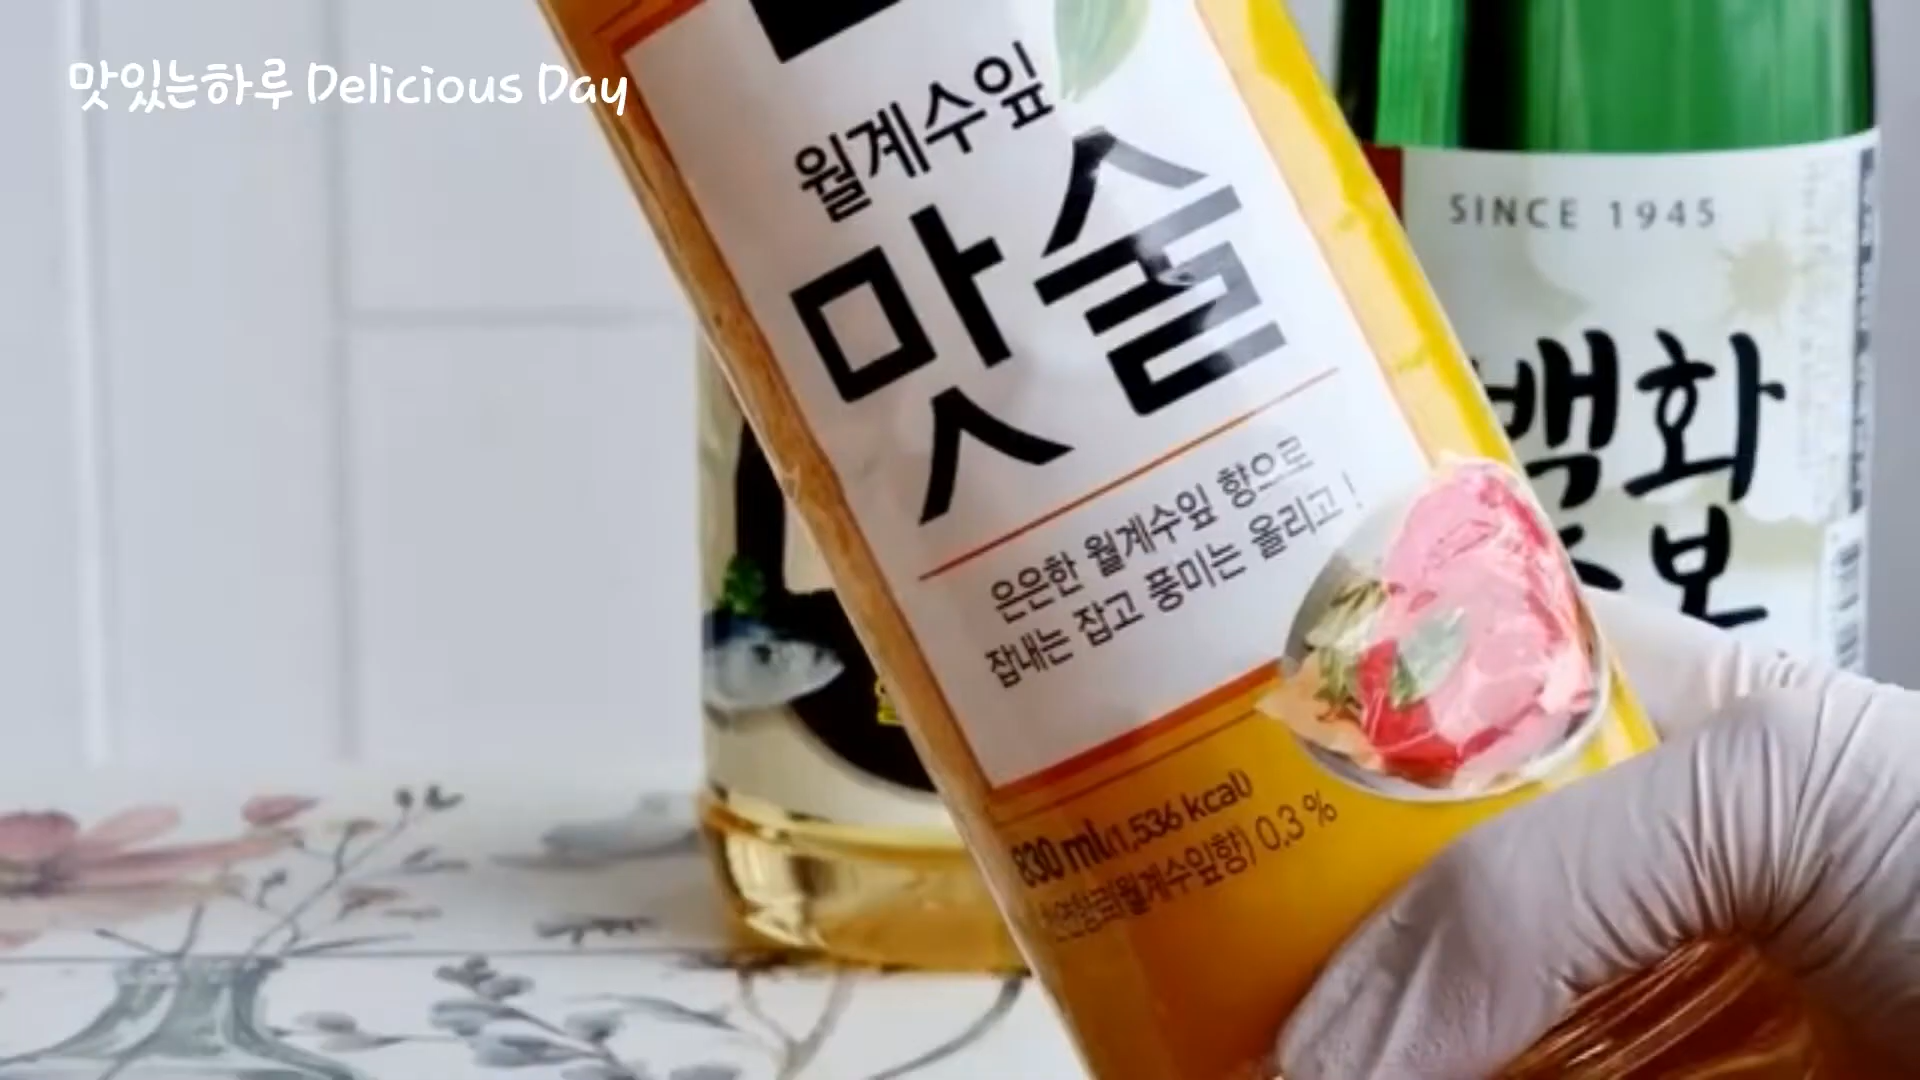 맛있는하루 Delicious Day
월계수잎
맛술
은은한 월계수잎 향으로
잡내는 잡고 풍미는 올리고!
830 ml(1,536 kcal)
(월계수잎향) 0.3 %
SINCE 1945
백화